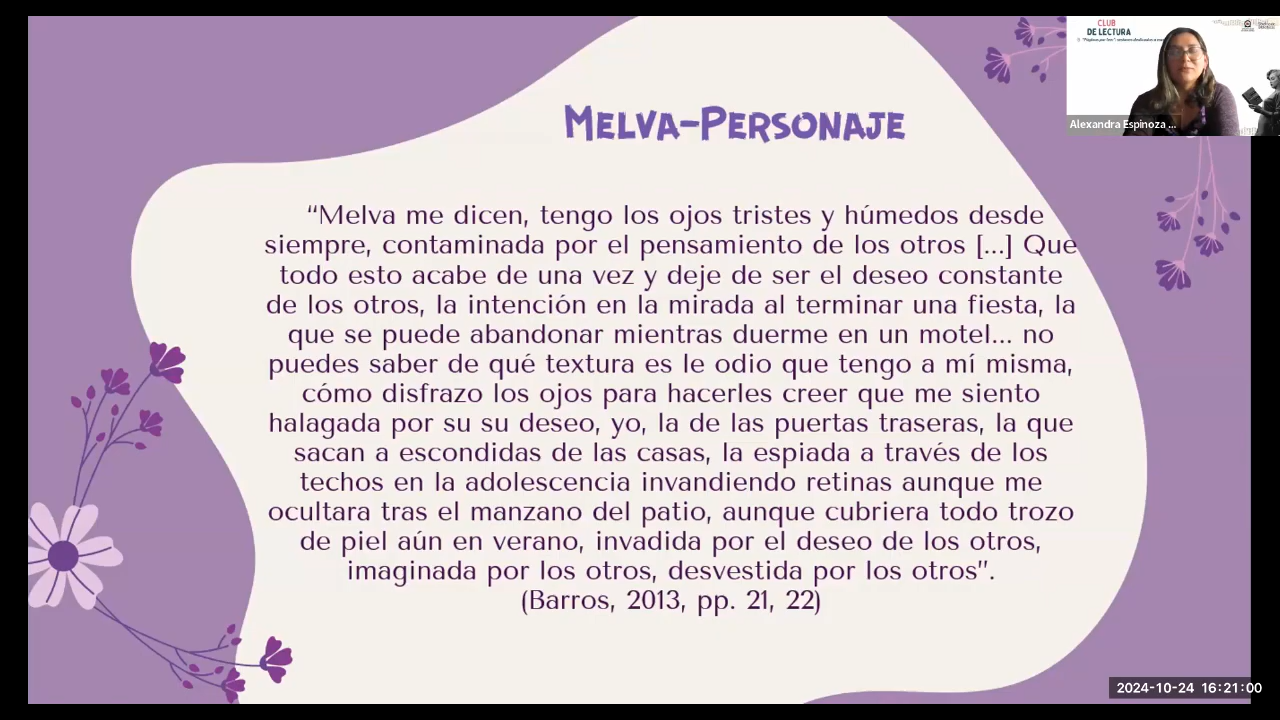 CLUB
DE LECTURA
Alexandra Espinoza ...
MELVA-PERSONAJE
“Melva me dicen, tengo los ojos tristes y húmedos desde
siempre, contaminada por el pensamiento de los otros [...] Que
todo esto acabe de una vez y deje de ser el deseo constante
de los otros, la intención en la mirada al terminar una fiesta, la
que se puede abandonar mientras duerme en un motel... no
puedes saber de qué textura es le odio que tengo a mí misma,
cómo disfrazo los ojos para hacerles creer que me siento
halagada por su su deseo, yo, la de las puertas traseras, la que
sacan a escondidas de las casas, la espiada a través de los
techos en la adolescencia invandiendo retinas aunque me
ocultara tras el manzano del patio, aunque cubriera todo trozo
de piel aún en verano, invadida por el deseo de los otros,
imaginada por los otros, desvestida por los otros”.
(Barros, 2013, pp. 21, 22)
2024-10-24 16:21:00